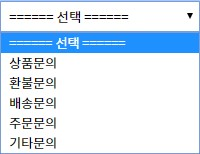 ====== 선택 ======
====== 선택 ======
상품문의
환불문의
배송문의
주문문의
기타문의